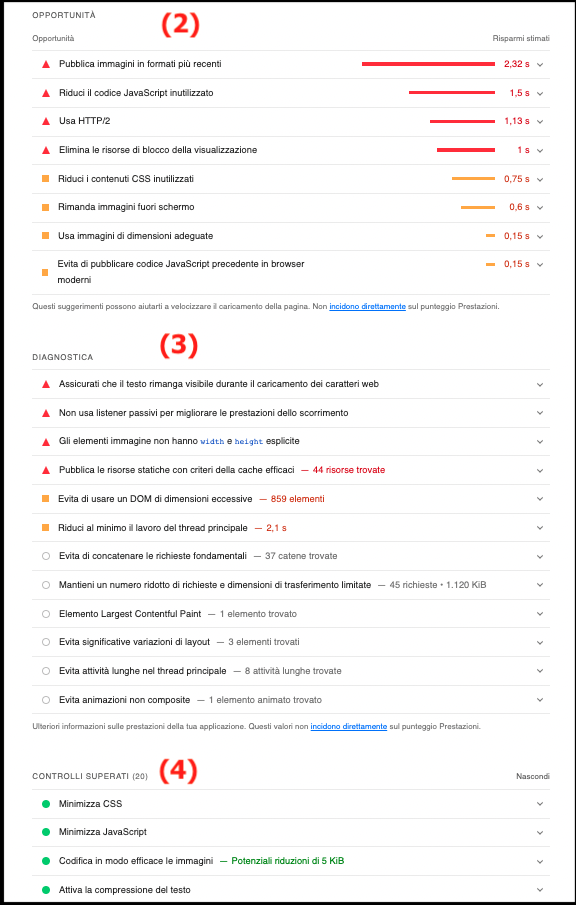 OPPORTUNITÀ
(2)
Opportunità Risparmi stimati
Pubblica immagini in formati più recenti 2,32 s
Riduci il codice JavaScript inutilizzato 1,5 s
Usa HTTP/2 1,13 s
Elimina le risorse di blocco della visualizzazione 1 s
Riduci i contenuti CSS inutilizzati 0,75 s
Rimanda immagini fuori schermo 0,6 s
Usa immagini di dimensioni adeguate 0,15 s
Evita di pubblicare codice JavaScript precedente in browser 0,15 s
moderni
Questi suggerimenti possono aiutarti a velocizzare il caricamento della pagina. Non incidono direttamente sul punteggio Prestazioni.
(3)
DIAGNOSTICA
Assicurati che il testo rimanga visibile durante il caricamento dei caratteri web
Non usa listener passivi per migliorare le prestazioni dello scorrimento
Gli elementi immagine non hanno width e height esplicite
Pubblica le risorse statiche con criteri della cache efficaci — 44 risorse trovate
Evita di usare un DOM di dimensioni eccessive — 859 elementi
Riduci al minimo il lavoro del thread principale — 2,1 s
Evita di concatenare le richieste fondamentali — 37 catene trovate
Mantieni un numero ridotto di richieste e dimensioni di trasferimento limitate — 45 richieste • 1.120 KiB
Elemento Largest Contentful Paint — 1 elemento trovato
Evita significative variazioni di layout — 3 elementi trovati
Evita attività lunghe nel thread principale — 8 attività lunghe trovate
Evita animazioni non composite — 1 elemento animato trovato
Ulteriori informazioni sulle prestazioni della tua applicazione. Questi valori non incidono direttamente sul punteggio Prestazioni.
(4)
CONTROLLI SUPERATI (20) Nascondi
Minimizza CSS
Minimizza JavaScript
Codifica in modo efficace le immagini — Potenziali riduzioni di 5 KiB
Attiva la compressione del testo